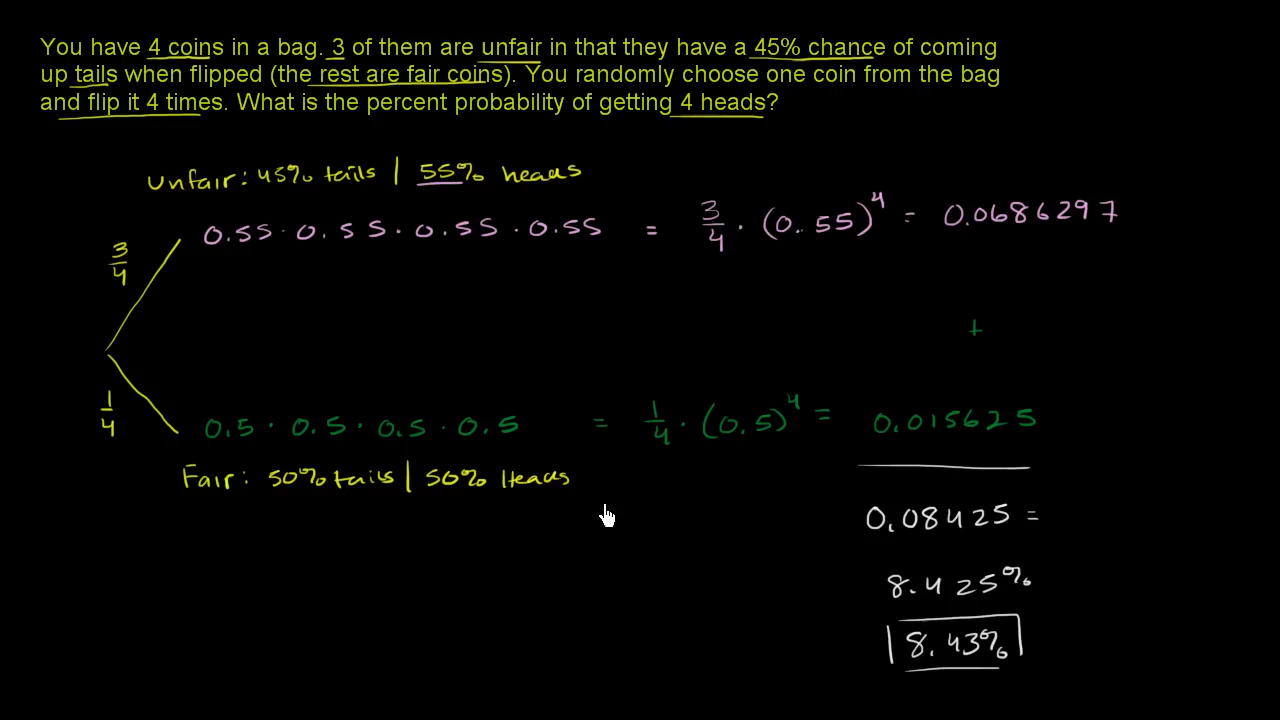 You have 4 coins in a bag. 3 of them are unfair in that they have a 45% chance of coming
up tails when flipped (the rest are fair coins). You randomly choose one coin from the bag
and flip it 4 times. What is the percent probability of getting 4 heads?
Unfair: 45% tails | 55% heads
3/4
0.55 · 0.55 · 0.55 · 0.55 = 3/4 · (0.55)^4 = 0.0686297
+
1/4
0.5 · 0.5 · 0.5 · 0.5 = 1/4 · (0.5)^4 = 0.015625
Fair: 50% tails | 50% Heads
0.08425 =
8.425%
8.43%